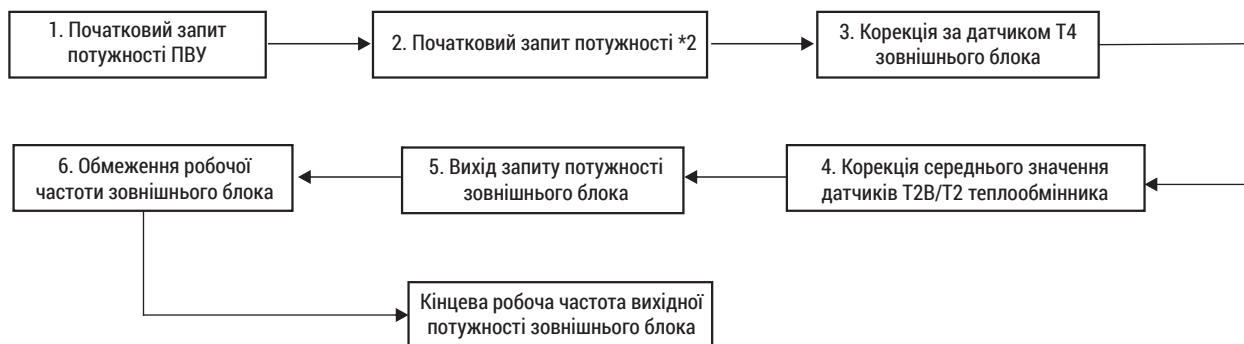 1. Початковий запит
потужності ПВУ
2. Початковий запит потужності *2
3. Корекція за датчиком T4
зовнішнього блока
4. Корекція середнього значення
датчиків T2B/T2 теплообмінника
5. Вихід запиту потужності
зовнішнього блока
6. Обмеження робочої
частоти зовнішнього блока
Кінцева робоча частота вихідної
потужності зовнішнього блока